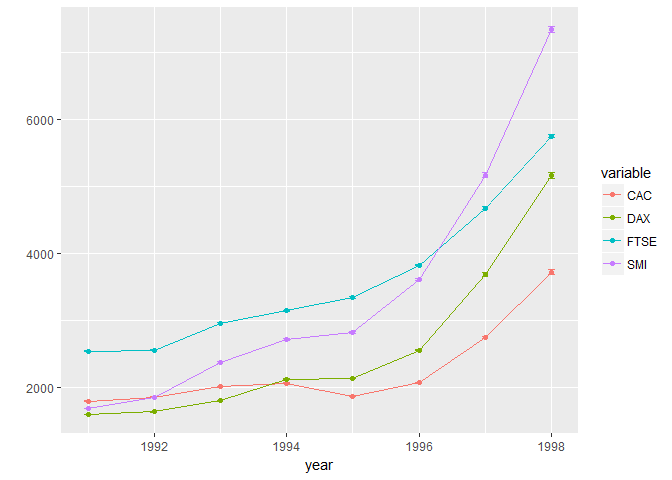 6000
4000
2000
1992
1994
1996
1998
year
variable
CAC
DAX
FTSE
SMI